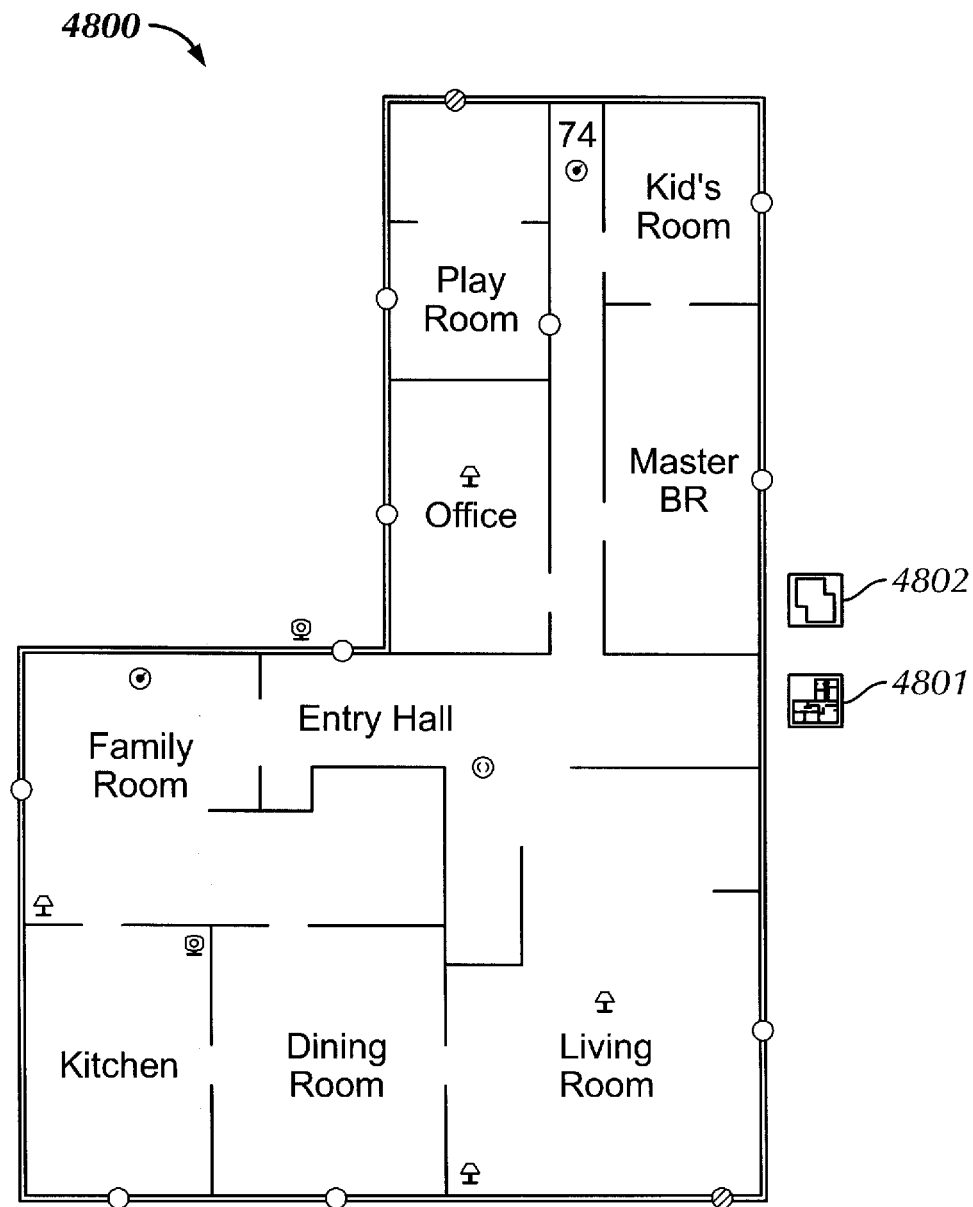 4800
74
Kid's
Room
Play
Room
Master
BR
Office
4802
4801
Entry Hall
Family
Room
Kitchen
Dining
Room
Living
Room